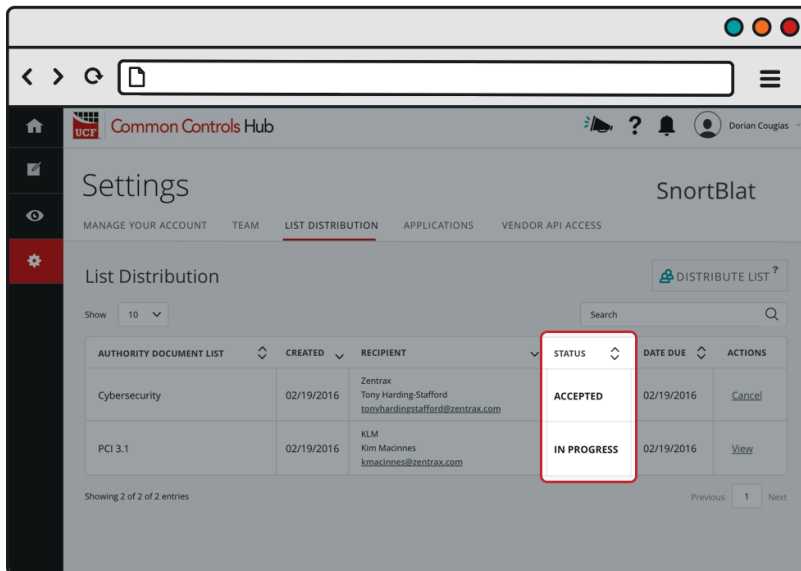 UCF Common Controls Hub
? Dorian Cougias
Settings
SnortBlat
MANAGE YOUR ACCOUNT TEAM LIST DISTRIBUTION APPLICATIONS VENDOR API ACCESS
List Distribution
DISTRIBUTE LIST ?
Show 10
Search
AUTHORITY DOCUMENT LIST CREATED RECIPIENT STATUS DATE DUE ACTIONS
Zentrax
Cybersecurity 02/19/2016 Tony Harding-Stafford ACCEPTED 02/19/2016 Cancel
tonyhardingstafford@zentrax.com
KLM
PCI 3.1 02/19/2016 Kim Macinnes IN PROGRESS 02/19/2016 View
kmacinnes@zentrax.com
Showing 2 of 2 of 2 entries
Previous 1 Next